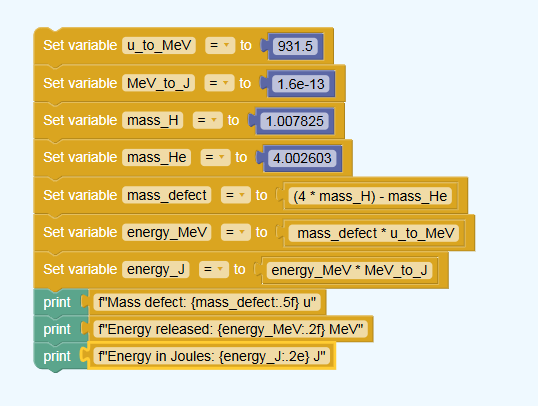 Set variable u_to_MeV = to 931.5
Set variable MeV_to_J = to 1.6e-13
Set variable mass_H = to 1.007825
Set variable mass_He = to 4.002603
Set variable mass_defect = to (4 * mass_H) - mass_He
Set variable energy_MeV = to mass_defect * u_to_MeV
Set variable energy_J = to energy_MeV * MeV_to_J
print f"Mass defect: {mass_defect:.5f} u"
print f"Energy released: {energy_MeV:.2f} MeV"
print f"Energy in Joules: {energy_J:.2e} J"